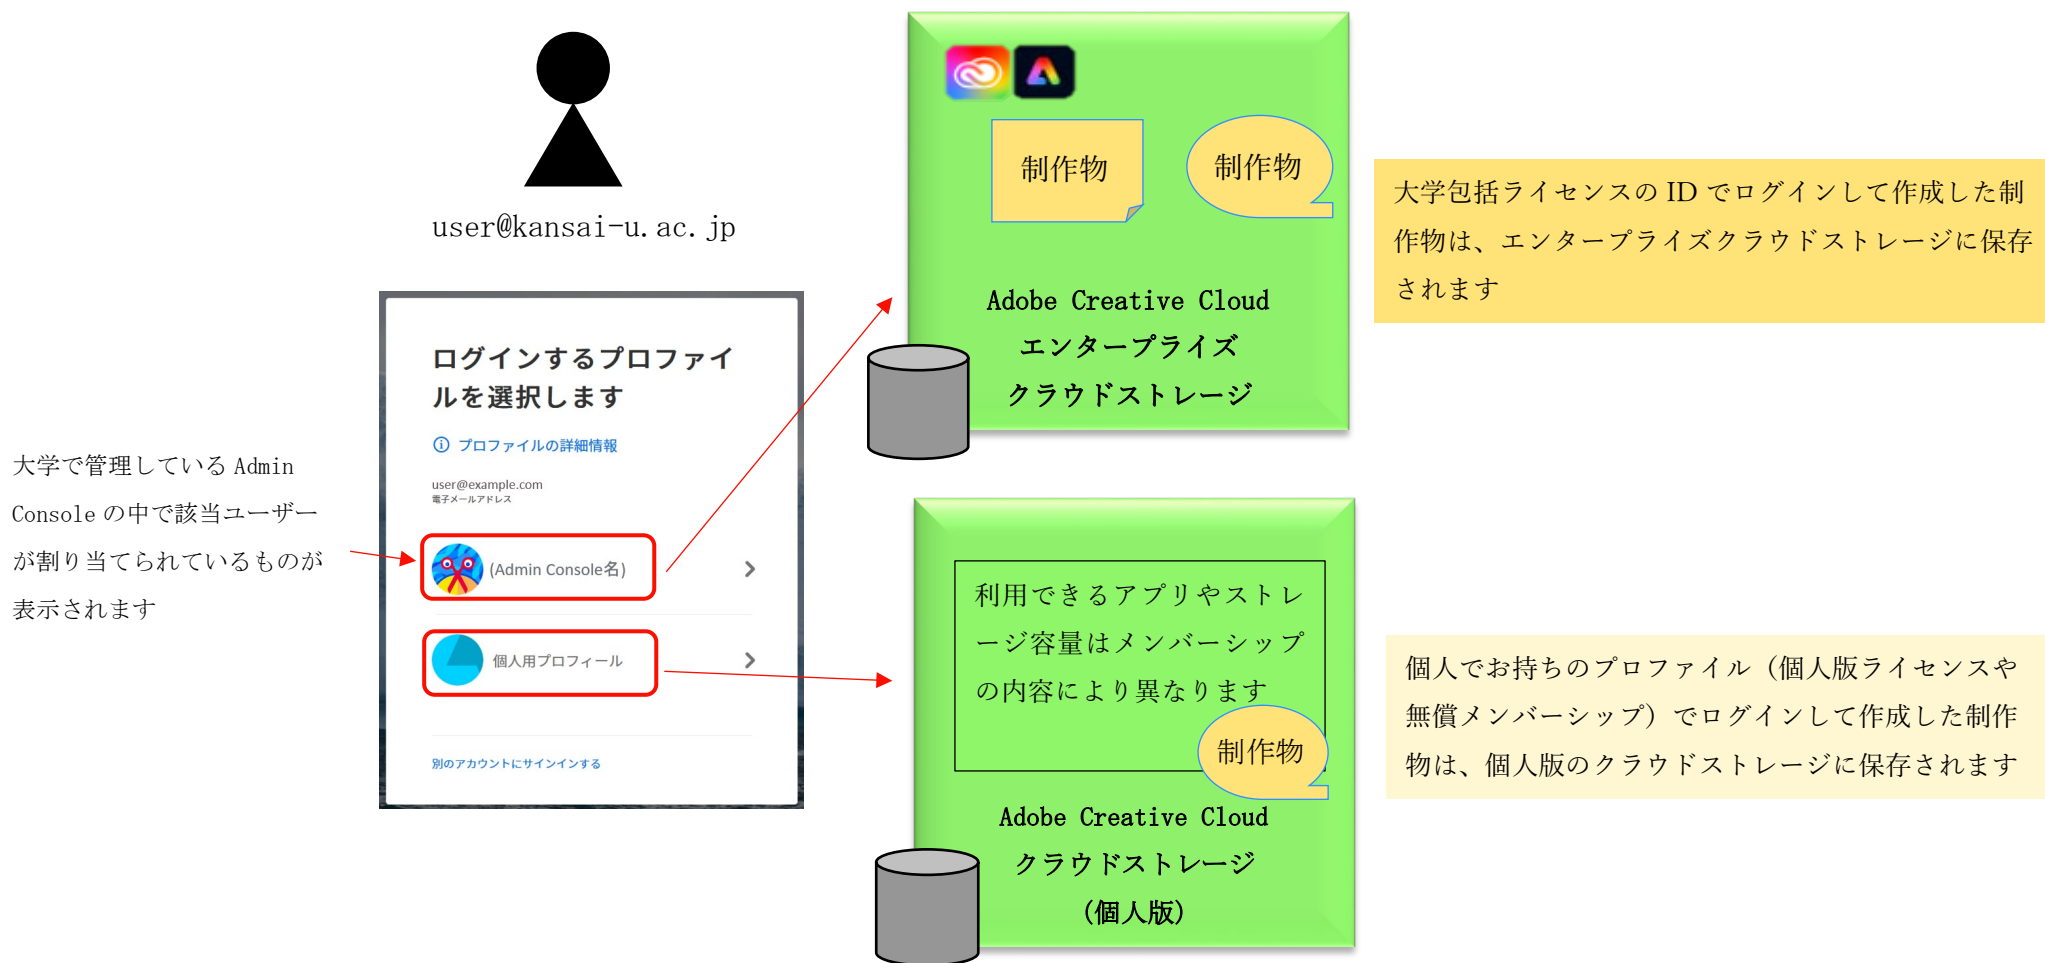 user@kansai-u.ac.jp
大学で管理している Admin
Console の中で該当ユーザー
が割り当てられているものが
表示されます
ログインするプロファイ
ルを選択します
プロファイルの詳細情報
user@example.com
電子メールアドレス
(Admin Console名)
個人用プロフィール
別のアカウントにサインインする
制作物
制作物
Adobe Creative Cloud
エンタープライズ
クラウドストレージ
大学包括ライセンスの ID でログインして作成した制
作物は、エンタープライズクラウドストレージに保存
されます
利用できるアプリやストレ
ージ容量はメンバーシップ
の内容により異なります
制作物
Adobe Creative Cloud
クラウドストレージ
(個人版)
個人でお持ちのプロファイル（個人版ライセンスや
無償メンバーシップ）でログインして作成した制作
物は、個人版のクラウドストレージに保存されます